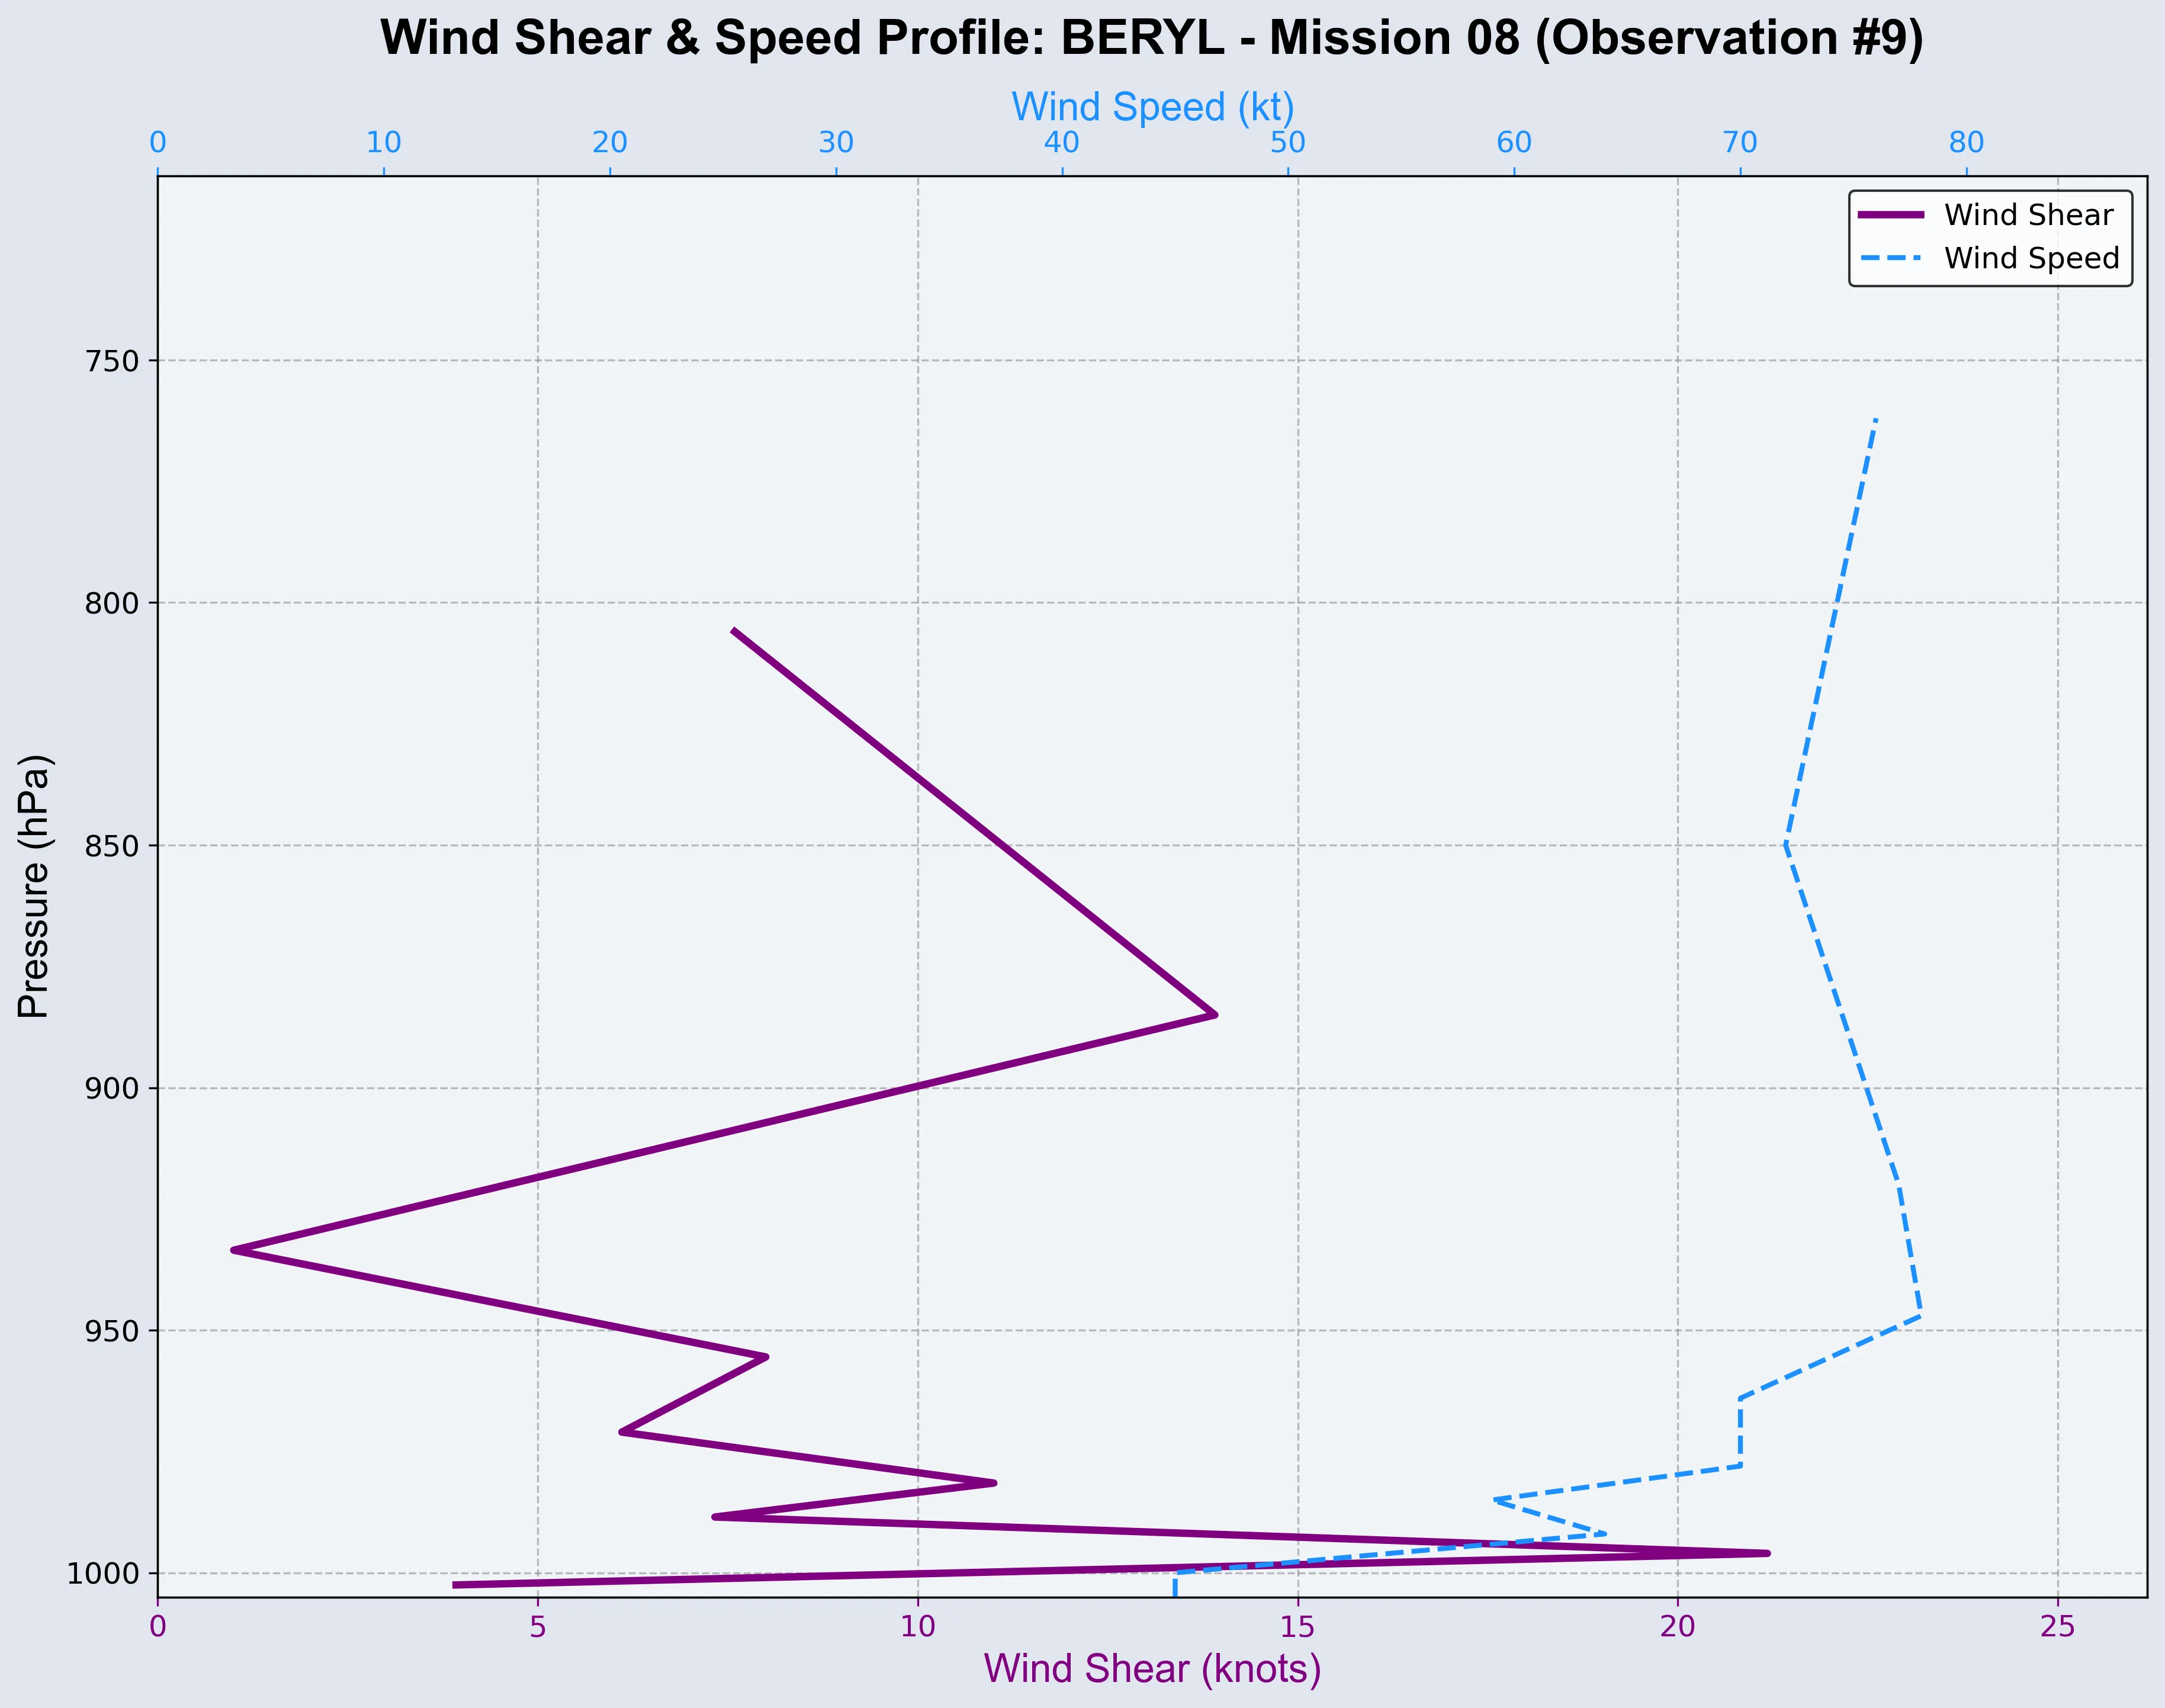 Wind Shear & Speed Profile: BERYL - Mission 08 (Observation #9)
Wind Speed (kt)
0 10 20 30 40 50 60 70 80
Wind Shear
Wind Speed
750
800
850
900
950
1000
Pressure (hPa)
0 5 10 15 20 25
Wind Shear (knots)